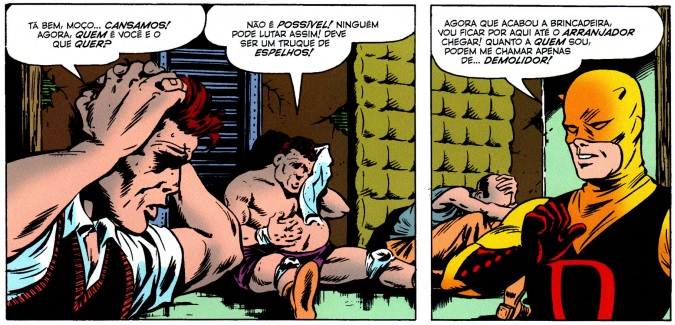 TÁ BEM, MOÇO... CANSAMOS!
AGORA, QUEM É VOCÊ E O
QUE QUER?
NÃO É POSSÍVEL! NINGUÉM
PODE LUTAR ASSIM! DEVE
SER UM TRUQUE DE
ESPELHOS!
AGORA QUE ACABOU A BRINCADEIRA,
VOU FICAR POR AQUI ATÉ O ARRANJADOR
CHEGAR! QUANTO A QUEM SOU,
PODEM ME CHAMAR APENAS
DE... DEMOLIDOR!
D